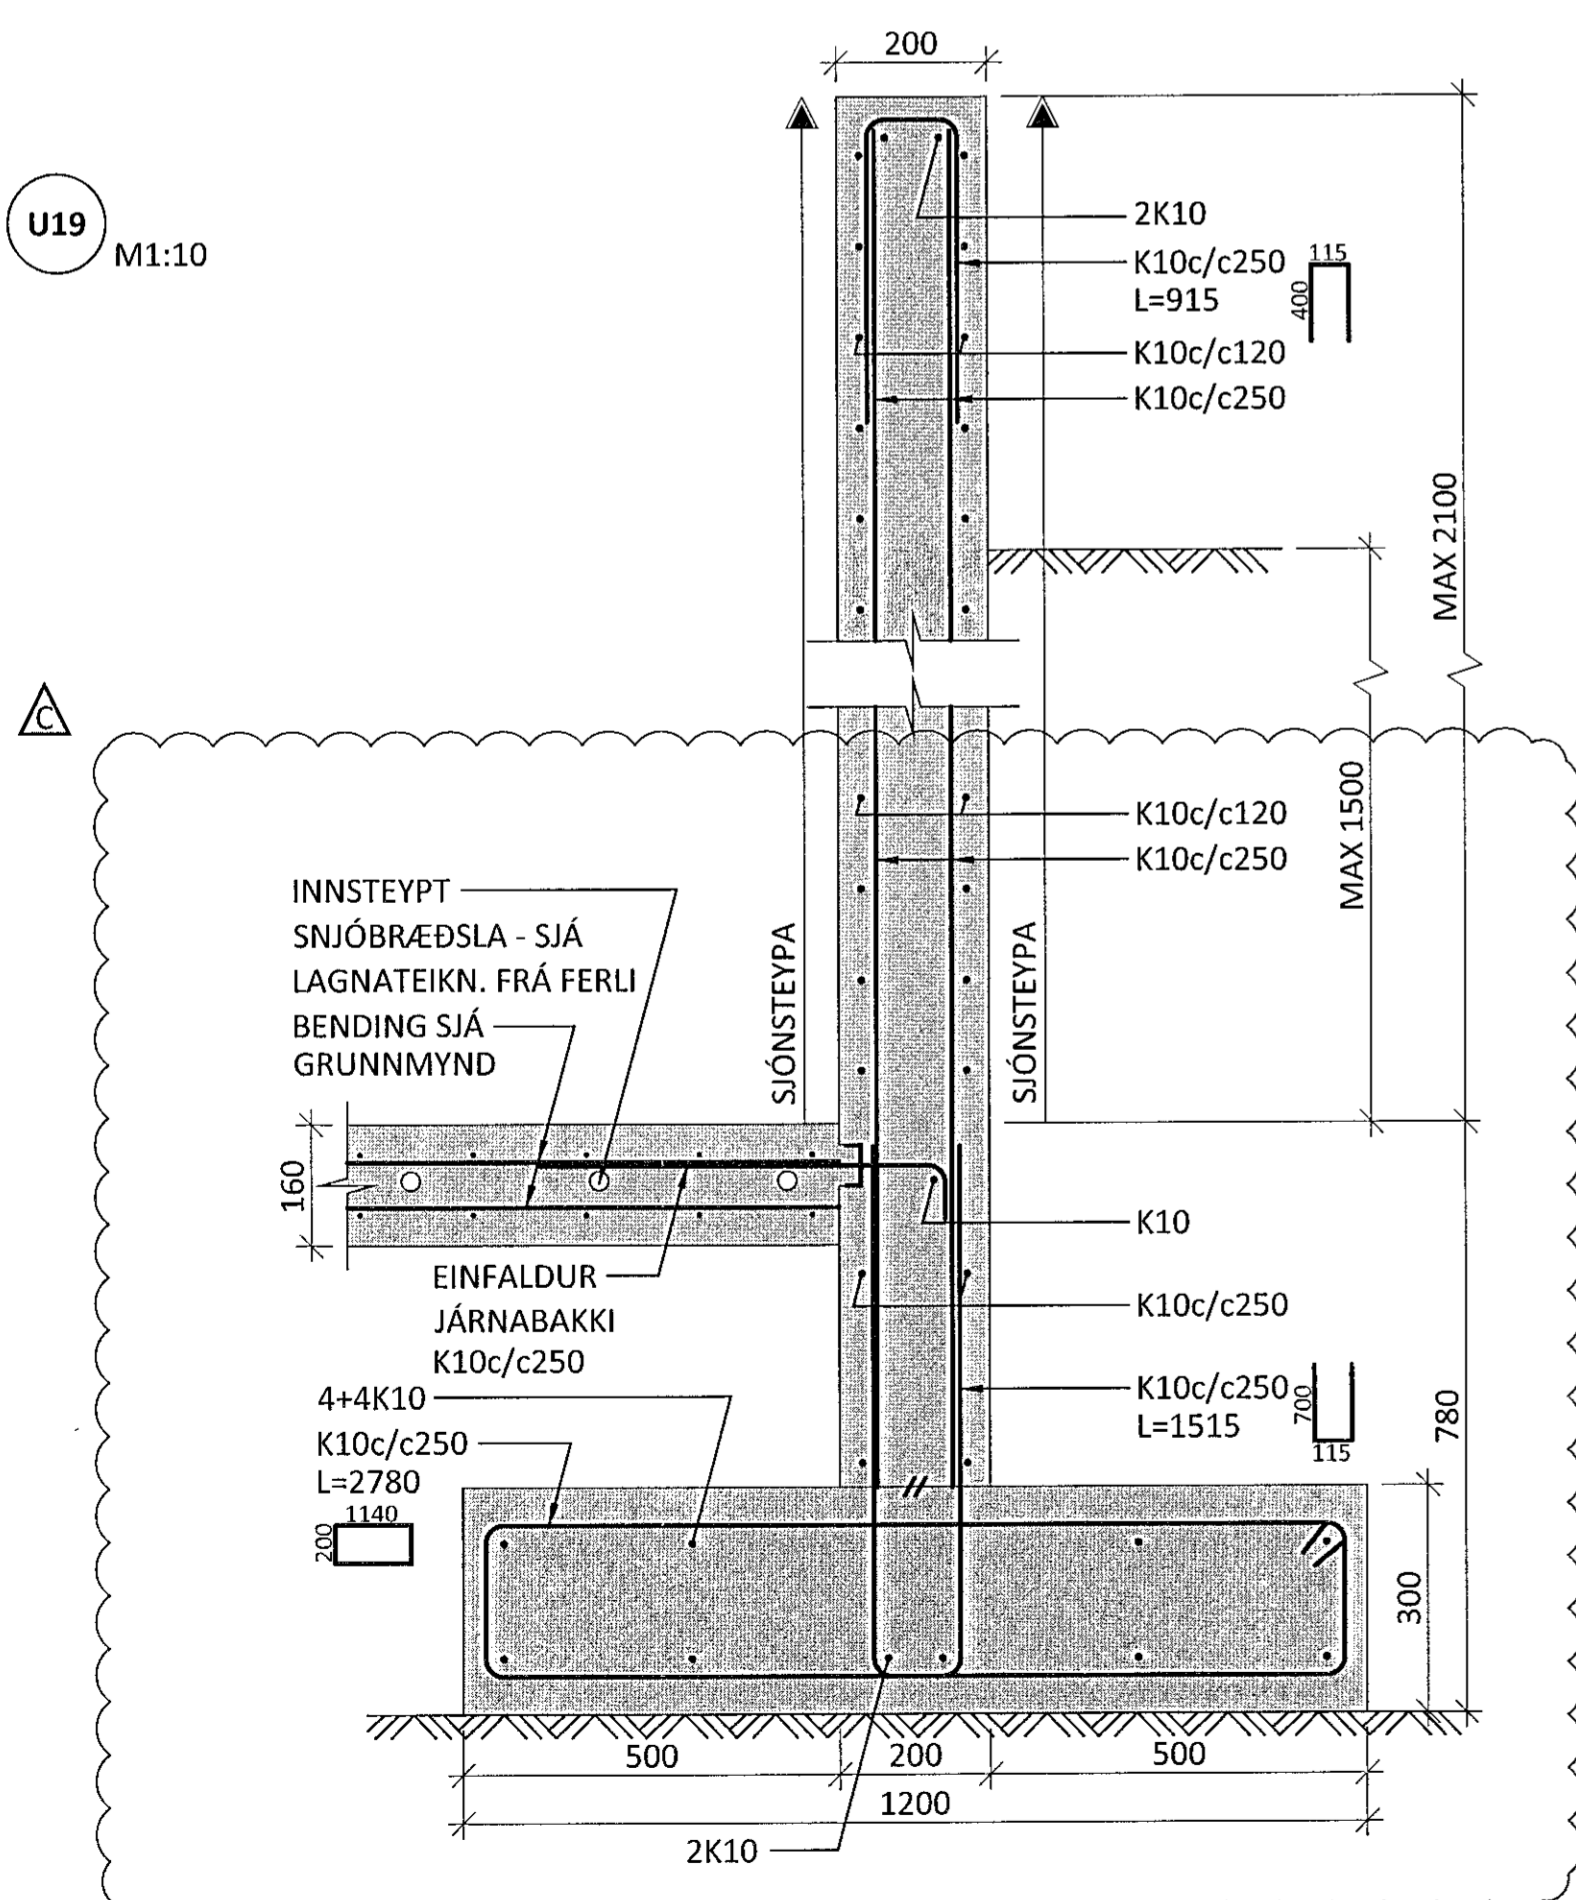 200
U19
M1:10
2K10
K10c/c250
L=915
115
400
K10c/c120
K10c/c250
MAX 2100
C
MAX 1500
K10c/c120
K10c/c250
INNSTEYPT
SNJÓBRÆÐSLA - SJÁ
LAGNATEIKN. FRÁ FERLI
BENDING SJÁ
GRUNNMYND
SJÓNSTEYPA
SJÓNSTEYPA
160
K10
EINFALDUR
JÁRNABAKKI
K10c/c250
K10c/c250
4+4K10
K10c/c250
L=2780
1140
200
K10c/c250
L=1515
700
115
780
300
500
200
500
1200
2K10